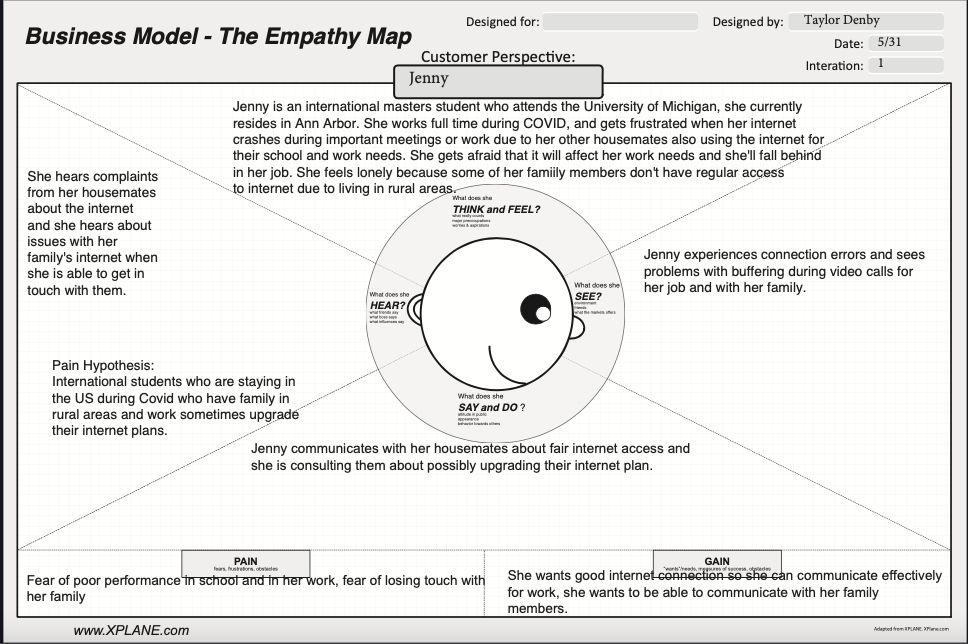 Business Model - The Empathy Map
Designed for:
Designed by: Taylor Denby
Date: 5/31
Interation: 1
Customer Perspective:
Jenny
Jenny is an international masters student who attends the University of Michigan, she currently
resides in Ann Arbor. She works full time during COVID, and gets frustrated when her internet
crashes during important meetings or work due to her other housemates also using the internet for
their school and work needs. She gets afraid that it will affect her work needs and she'll fall behind
in her job. She feels lonely because some of her famiily members don't have regular access
to internet due to living in rural areas.
She hears complaints
from her housemates
about the internet
and she hears about
issues with her
family's internet when
she is able to get in
touch with them.
What does she
THINK and FEEL?
what really counts
major preoccupations
worries & aspirations
What does she
HEAR?
what friends say
what boss says
what influencers say
What does she
SEE?
environment
friends
what the markets offers
Jenny experiences connection errors and sees
problems with buffering during video calls for
her job and with her family.
Pain Hypothesis:
International students who are staying in
the US during Covid who have family in
rural areas and work sometimes upgrade
their internet plans.
What does she
SAY and DO ?
attitude in public
appearance
behavior towards others
Jenny communicates with her housemates about fair internet access and
she is consulting them about possibly upgrading their internet plan.
PAIN
fears, frustrations, obstacles
Fear of poor performance in school and in her work, fear of losing touch with
her family
GAIN
"wants"/needs, measures of success, obstacles
She wants good internet connection so she can communicate effectively
for work, she wants to be able to communicate with her family
members.
www.XPLANE.com
Adapted from XPLANE. XPlane.com